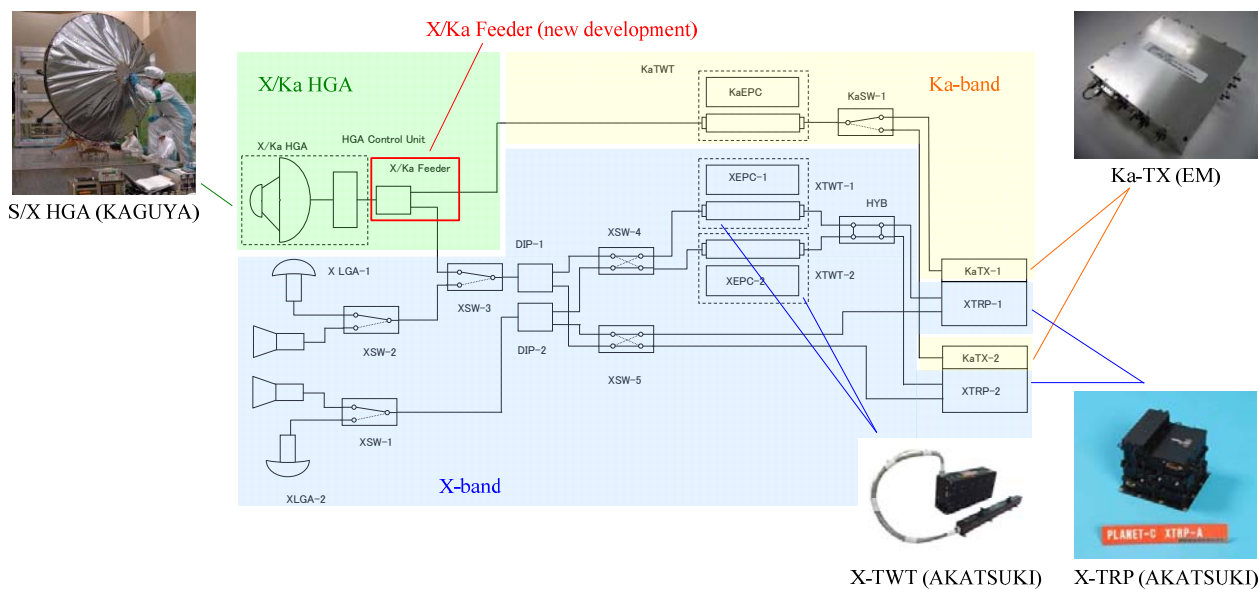 X/Ka Feeder (new development)
X/Ka HGA
KaTWT
KaEPC
KaSW-1
Ka-band
HGA Control Unit
X/Ka HGA
X/Ka Feeder
Ka-TX (EM)
S/X HGA (KAGUYA)
XEPC-1
XTWT-1
HYB
XSW-4
DIP-1
X LGA-1
XEPC-2
XTWT-2
KaTX-1
XTRP-1
XSW-3
XSW-2
DIP-2
KaTX-2
XSW-5
XTRP-2
XSW-1
X-band
XLGA-2
PLANET-C XTRP-A
X-TWT (AKATSUKI)
X-TRP (AKATSUKI)